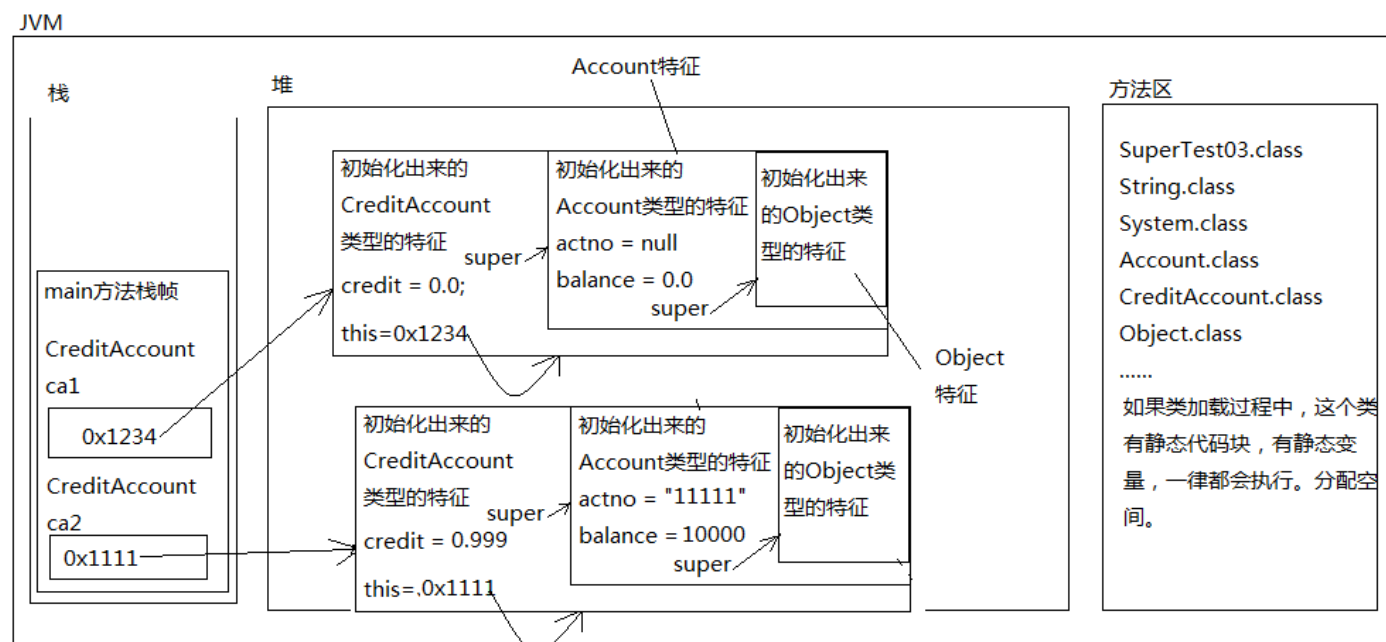 JVM
栈
main方法栈帧
CreditAccount
ca1
0x1234
CreditAccount
ca2
0x1111
堆
Account特征
初始化出来的
CreditAccount
类型的特征
credit = 0.0;
this=0x1234
super
初始化出来的
Account类型的特征
actno = null
balance = 0.0
super
初始化出来
的Object类
型的特征
Object
特征
初始化出来的
CreditAccount
类型的特征
credit = 0.999
this=.0x1111
super
初始化出来的
Account类型的特征
actno = "11111"
balance = 10000
super
初始化出来
的Object类
型的特征
方法区
SuperTest03.class
String.class
System.class
Account.class
CreditAccount.class
Object.class
......
如果类加载过程中，这个类
有静态代码块，有静态变
量，一律都会执行。分配空
间。